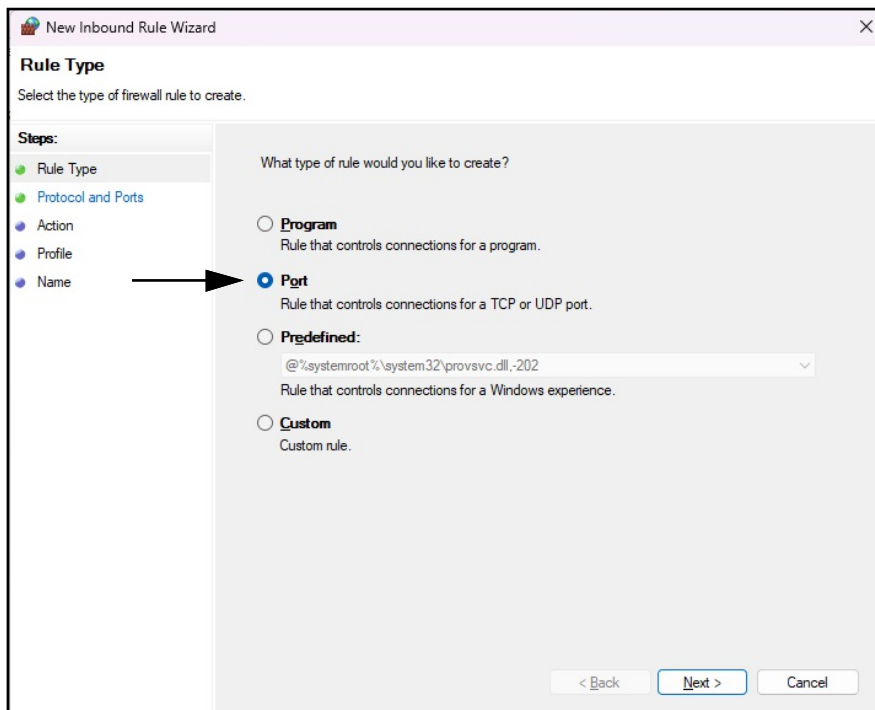 New Inbound Rule Wizard
Rule Type
Select the type of firewall rule to create.
Steps:
Rule Type
Protocol and Ports
Action
Profile
Name
What type of rule would you like to create?
Program
Rule that controls connections for a program.
Port
Rule that controls connections for a TCP or UDP port.
Predefined:
@%systemroot%\system32\provsvc.dll,-202
Rule that controls connections for a Windows experience.
Custom
Custom rule.
< Back Next > Cancel